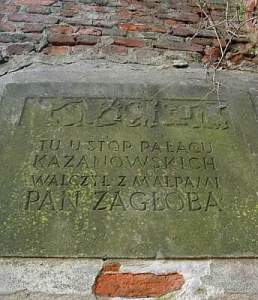 TU U STÓP PAŁACU
KAZANOWSKICH
WALCZYŁ Z MAŁPAMI
PAN ZAGŁOBA